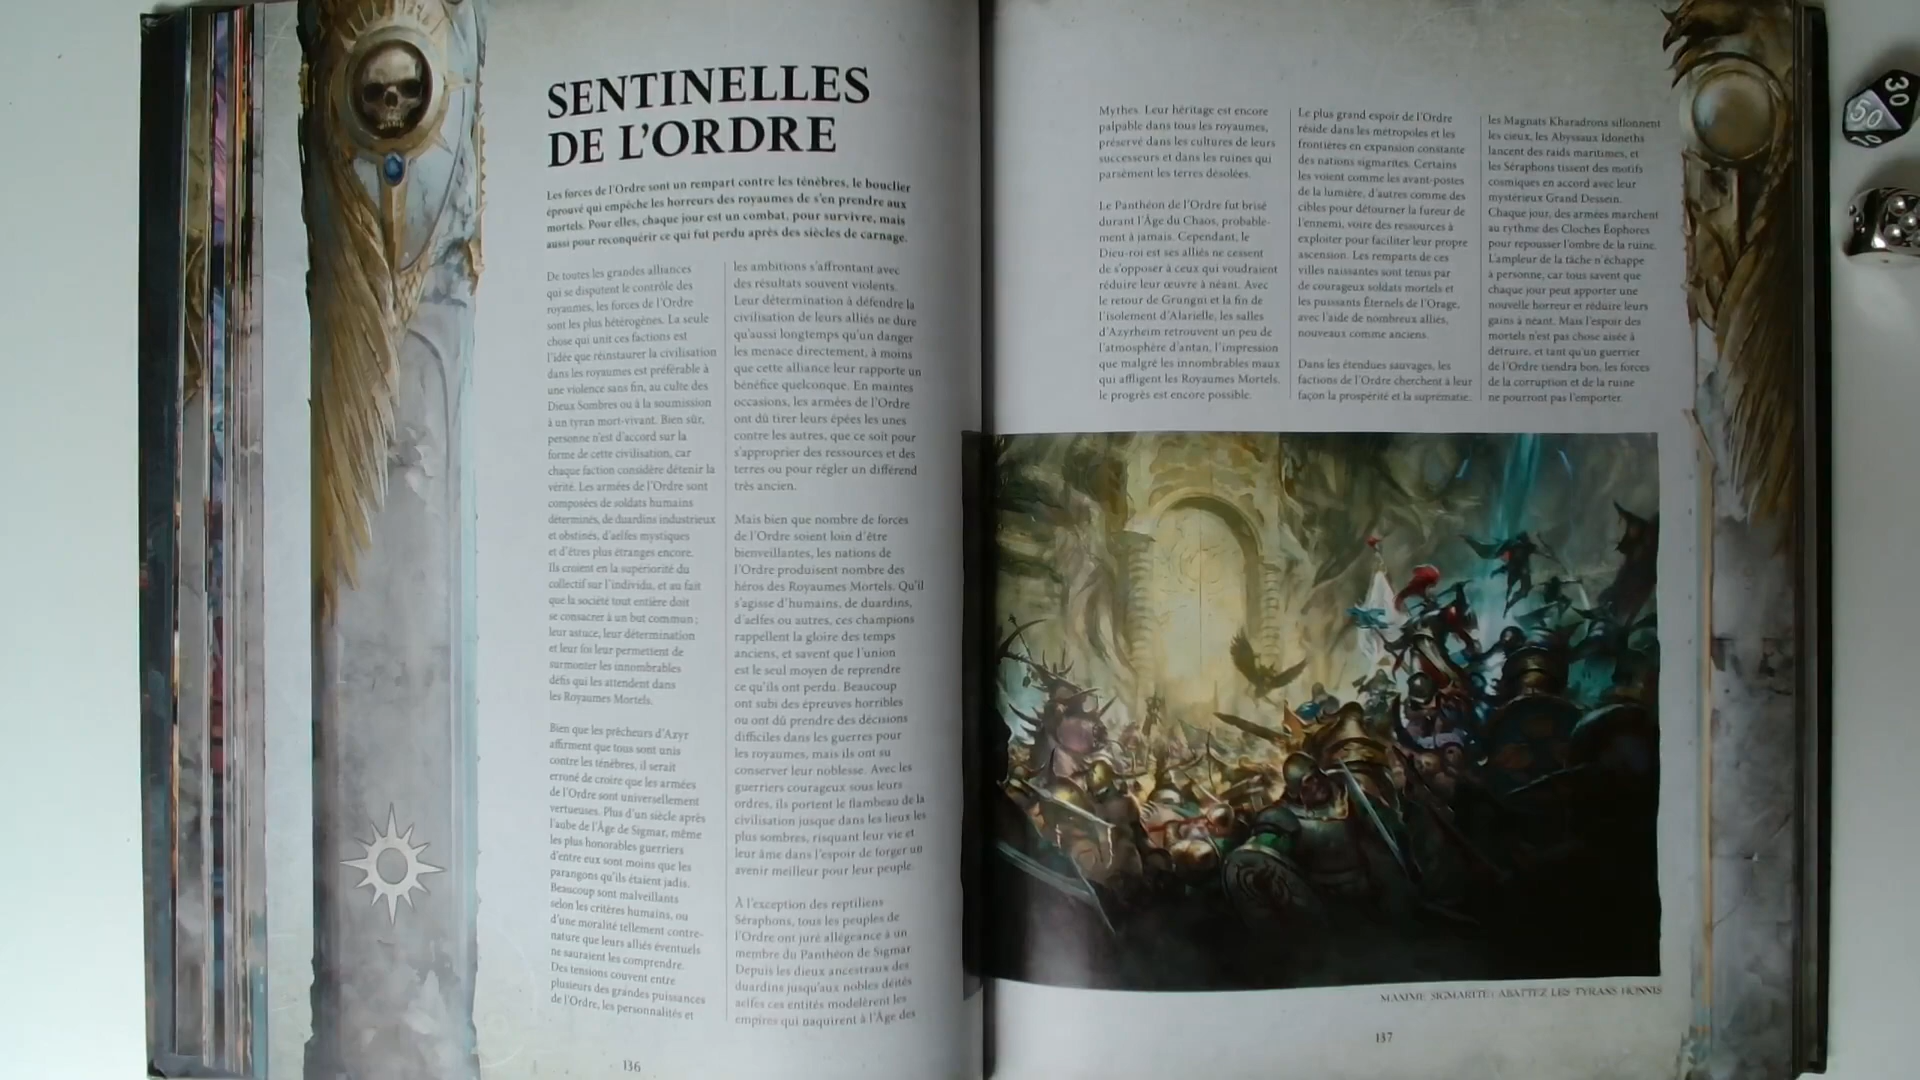 SENTINELLES
DE L'ORDRE
Les forces de l'Ordre sont un rempart contre les ténèbres, le bouclier
éprouvé qui empêche les horreurs des royaumes de s'en prendre aux
mortels. Pour elles, chaque jour est un combat, pour survivre, mais
aussi pour reconquérir ce qui fut perdu après des siècles de carnage.
De toutes les grandes alliances
qui se disputent le contrôle des
royaumes, les forces de l'Ordre
sont les plus hétérogènes. La seule
chose qui unit ces factions est
l'idée que réinstaurer la civilisation
dans les royaumes est préférable à
une violence sans fin, au culte des
Dieux Sombres ou à la soumission
à un tyran mort-vivant. Bien sûr,
personne n'est d'accord sur la
forme de cette civilisation, car
chaque faction considère détenir la
vérité. Les armées de l'Ordre sont
composées de soldats humains
déterminés, de duardins industrieux
et obstinés, d'aelfes mystiques
et d'êtres plus étranges encore.
Ils croient en la supériorité du
collectif sur l'individu, et au fait
que la société tout entière doit
se consacrer à un but commun ;
leur astuce, leur détermination
et leur foi leur permettent de
surmonter les innombrables
défis qui les attendent dans
les Royaumes Mortels.
Bien que les prêcheurs d'Azyr
affirment que tous sont unis
contre les ténèbres, il serait
erroné de croire que les armées
de l'Ordre sont universellement
vertueuses. Plus d'un siècle après
l'aube de l'Âge de Sigmar, même
les plus honorables guerriers
d'entre eux sont moins que les
parangons qu'ils étaient jadis.
Beaucoup sont malveillants
selon les critères humains, ou
d'une moralité tellement contre-
nature que leurs alliés éventuels
ne sauraient les comprendre.
Des tensions couvent entre
plusieurs des grandes puissances
de l'Ordre, les personnalités et
les ambitions s'affrontant avec
des résultats souvent violents.
Leur détermination à défendre la
civilisation de leurs alliés ne dure
qu'aussi longtemps qu'un danger
les menace directement, à moins
que cette alliance leur rapporte un
bénéfice quelconque. En maintes
occasions, les armées de l'Ordre
ont dû tirer leurs épées les unes
contre les autres, que ce soit pour
s'approprier des ressources et des
terres ou pour régler un différend
très ancien.
Mais bien que nombre de forces
de l'Ordre soient loin d'être
bienveillantes, les nations de
l'Ordre produisent nombre des
héros des Royaumes Mortels. Qu'il
s'agisse d'humains, de duardins,
d'aelfes ou autres, ces champions
rappellent la gloire des temps
anciens, et savent que l'union
est le seul moyen de reprendre
ce qu'ils ont perdu. Beaucoup
ont subi des épreuves horribles
ou ont dû prendre des décisions
difficiles dans les guerres pour
les royaumes, mais ils ont su
conserver leur noblesse. Avec les
guerriers courageux sous leurs
ordres, ils portent le flambeau de la
civilisation jusque dans les lieux les
plus sombres, risquant leur vie et
leur âme dans l'espoir de forger un
avenir meilleur pour leur peuple.
À l'exception des reptiliens
Séraphons, tous les peuples de
l'Ordre ont juré allégeance à un
membre du Panthéon de Sigmar.
Depuis les dieux ancestraux des
duardins jusqu'aux nobles déités
aelfes ces entités modelèrent les
empires qui naquirent à l'Âge des
136
Mythes. Leur héritage est encore
palpable dans tous les royaumes,
préservé dans les cultures de leurs
successeurs et dans les ruines qui
parsèment les terres désolées.
Le Panthéon de l'Ordre fut brisé
durant l'Âge du Chaos, probable-
ment à jamais. Cependant, le
Dieu-roi est ses alliés ne cessent
de s'opposer à ceux qui voudraient
réduire leur œuvre à néant. Avec
le retour de Grungni et la fin de
l'isolement d'Alarielle, les salles
d'Azyrheim retrouvent un peu de
l'atmosphère d'antan, l'impression
que malgré les innombrables maux
qui affligent les Royaumes Mortels,
le progrès est encore possible.
Le plus grand espoir de l'Ordre
réside dans les métropoles et les
frontières en expansion constante
des nations sigmarites. Certains
les voient comme les avant-postes
de la lumière, d'autres comme des
cibles pour détourner la fureur de
l'ennemi, voire des ressources à
exploiter pour faciliter leur propre
ascension. Les remparts de ces
villes naissantes sont tenus par
de courageux soldats mortels et
les puissants Éternels de l'Orage,
avec l'aide de nombreux alliés,
nouveaux comme anciens.
Dans les étendues sauvages, les
factions de l'Ordre cherchent à leur
façon la prospérité et la suprématie.
les Magnats Kharadrons sillonnent
les cieux, les Abyssaux Idoneths
lancent des raids maritimes, et
les Séraphons tissent des motifs
cosmiques en accord avec leur
mystérieux Grand Dessein.
Chaque jour, des armées marchent
au rythme des Cloches Eophores
pour repousser l'ombre de la ruine.
L'ampleur de la tâche n'échappe
à personne, car tous savent que
chaque jour peut apporter une
nouvelle horreur et réduire leurs
gains à néant. Mais l'espoir des
mortels n'est pas chose aisée à
détruire, et tant qu'un guerrier
de l'Ordre tiendra bon, les forces
de la corruption et de la ruine
ne pourront pas l'emporter.
MAXIME SIGMARITE : ABATTEZ LES TYRANS HONNIS
137
30
50